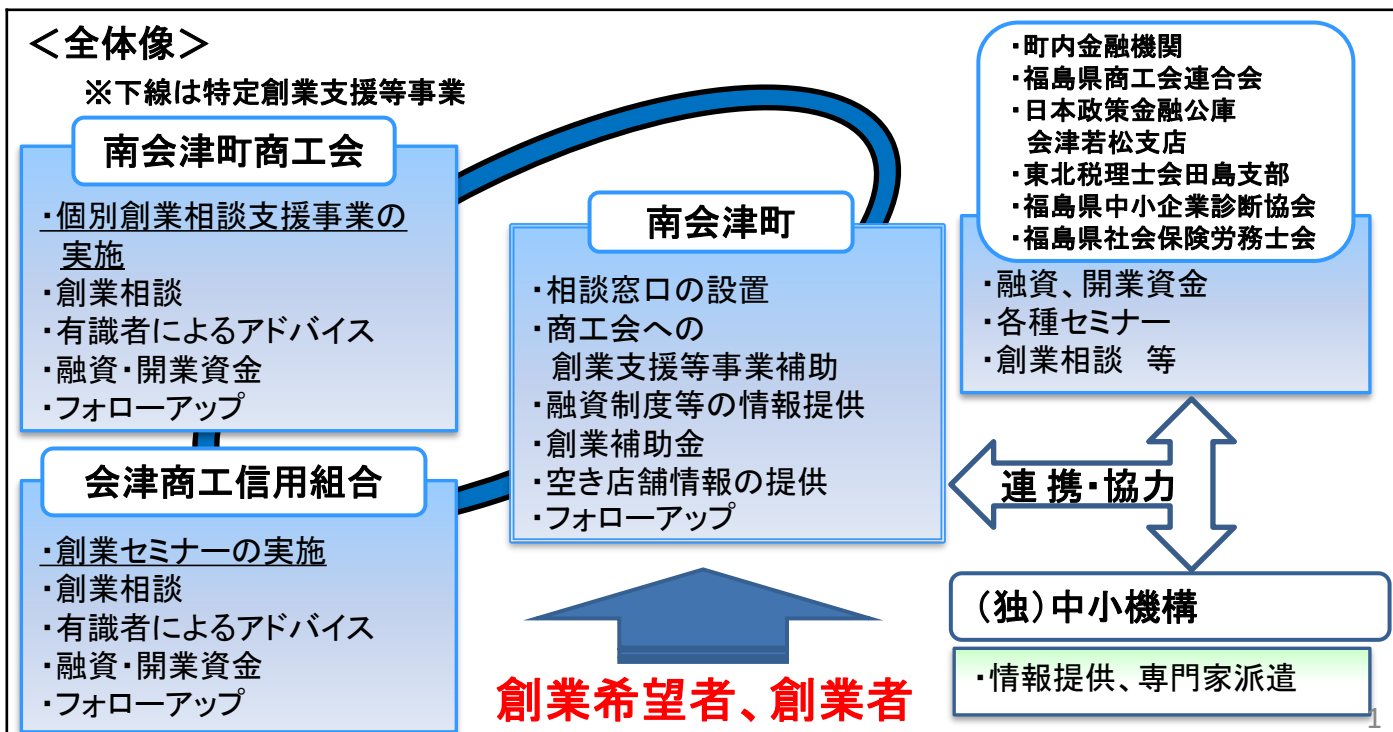 ＜全体像＞
※下線は特定創業支援等事業
南会津町商工会
・個別創業相談支援事業の
実施
・創業相談
・有識者によるアドバイス
・融資・開業資金
・フォローアップ
会津商工信用組合
・創業セミナーの実施
・創業相談
・有識者によるアドバイス
・融資・開業資金
・フォローアップ
南会津町
・相談窓口の設置
・商工会への
創業支援等事業補助
・融資制度等の情報提供
・創業補助金
・空き店舗情報の提供
・フォローアップ
創業希望者、創業者
・町内金融機関
・福島県商工会連合会
・日本政策金融公庫
会津若松支店
・東北税理士会田島支部
・福島県中小企業診断協会
・福島県社会保険労務士会
・融資、開業資金
・各種セミナー
・創業相談 等
連 携・協力
（独）中小機構
・情報提供、専門家派遣
1